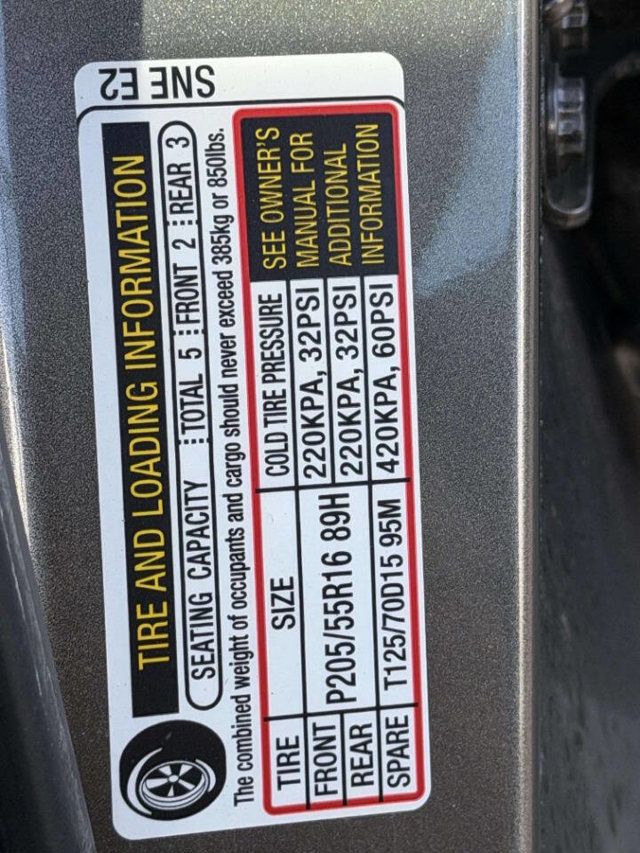 TIRE AND LOADING INFORMATION
SEATING CAPACITY TOTAL 5 FRONT 2 REAR 3
The combined weight of occupants and cargo should never exceed 385kg or 850lbs.
TIRE SIZE COLD TIRE PRESSURE
FRONT P205/55R16 89H 220KPA, 32PSI
REAR 220KPA, 32PSI
SPARE T125/70D15 95M 420KPA, 60PSI
SEE OWNER'S
MANUAL FOR
ADDITIONAL
INFORMATION
SNE E2